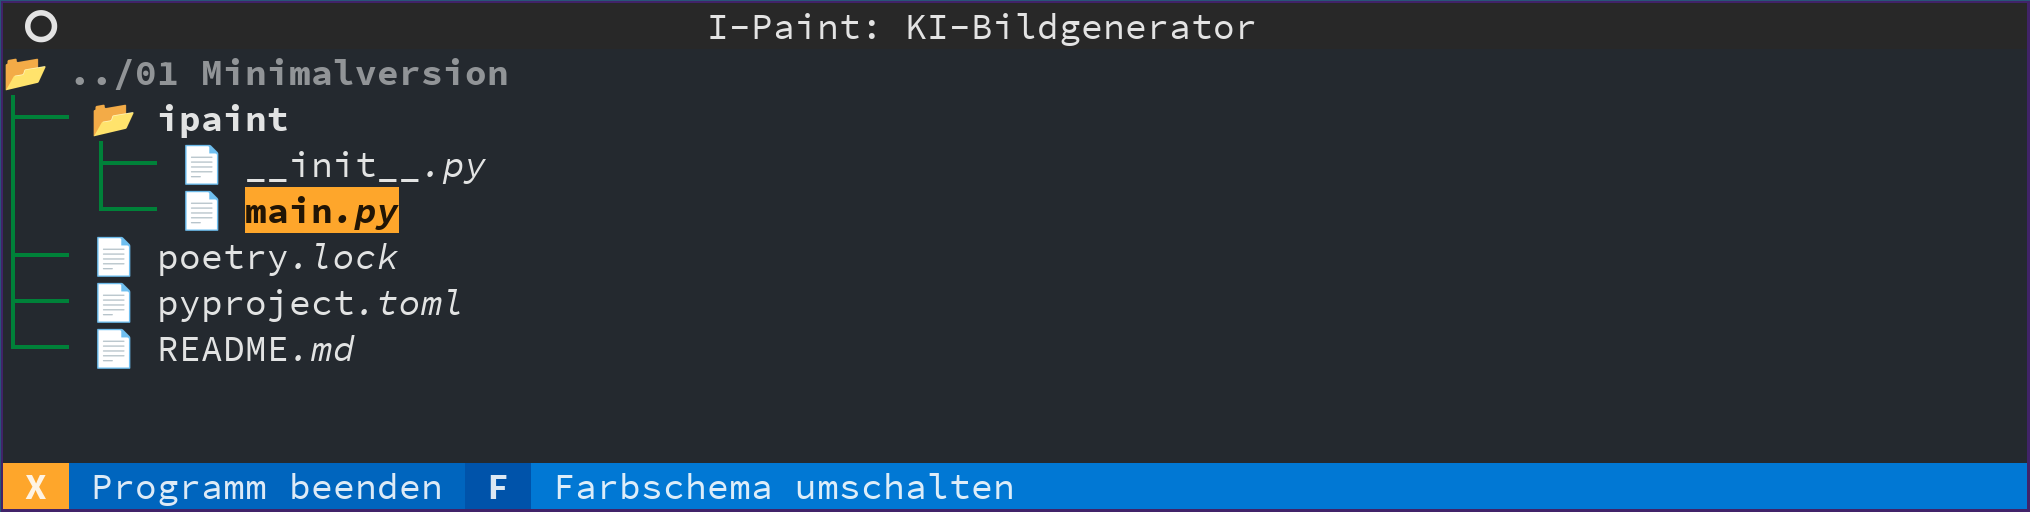 I-Paint: KI-Bildgenerator
../01 Minimalversion
ipaint
__init__.py
main.py
poetry.lock
pyproject.toml
README.md
X Programm beenden F Farbschema umschalten